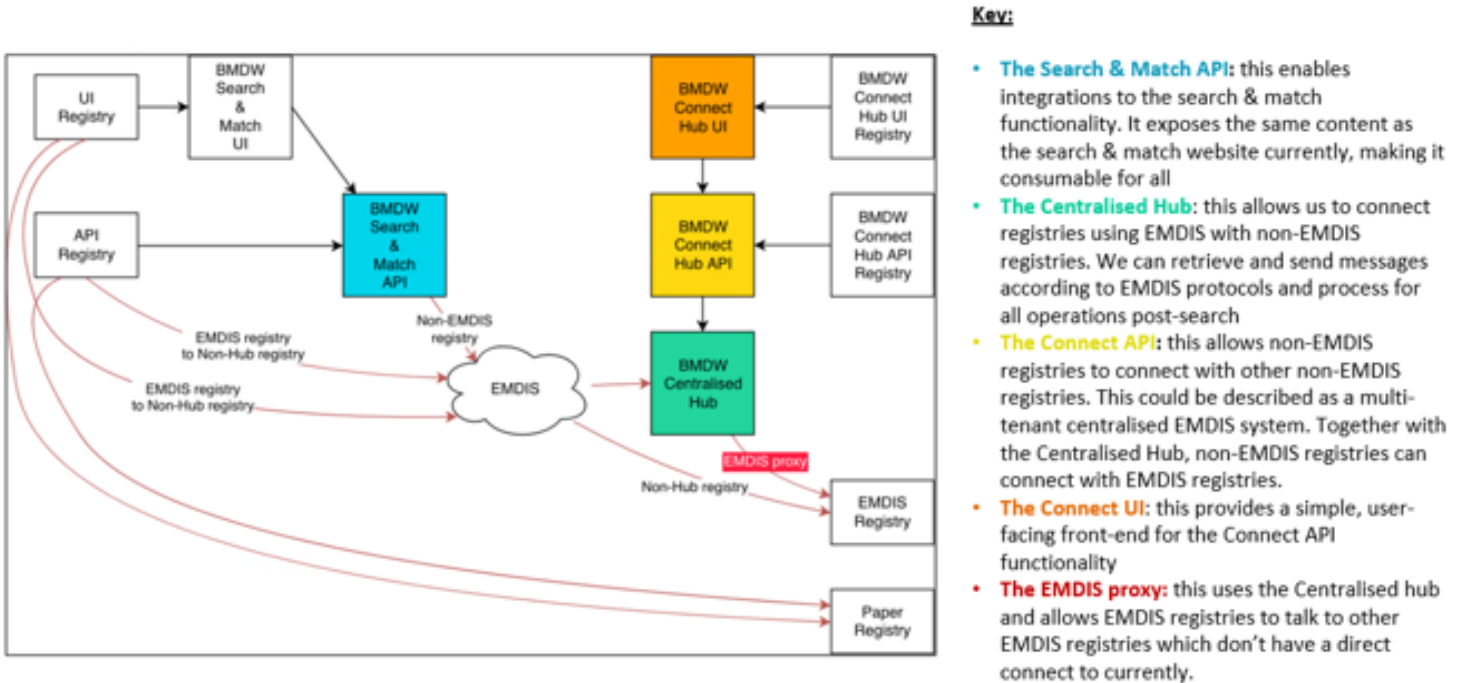 Key:
UI
Registry
BMDW
Search
&
Match
UI
BMDW
Connect
Hub UI
BMDW
Connect
Hub UI
Registry
API
Registry
BMDW
Search
&
Match
API
BMDW
Connect
Hub API
BMDW
Connect
Hub API
Registry
Non-EMDIS
registry
EMDIS registry
to Non-Hub registry
EMDIS registry
to Non-Hub registry
EMDIS
BMDW
Centralised
Hub
EMDIS proxy
Non-Hub registry
EMDIS
Registry
Paper
Registry
• The Search & Match API: this enables
integrations to the search & match
functionality. It exposes the same content as
the search & match website currently, making it
consumable for all
• The Centralised Hub: this allows us to connect
registries using EMDIS with non-EMDIS
registries. We can retrieve and send messages
according to EMDIS protocols and process for
all operations post-search
• The Connect API: this allows non-EMDIS
registries to connect with other non-EMDIS
registries. This could be described as a multi-
tenant centralised EMDIS system. Together with
the Centralised Hub, non-EMDIS registries can
connect with EMDIS registries.
• The Connect UI: this provides a simple, user-
facing front-end for the Connect API
functionality
• The EMDIS proxy: this uses the Centralised hub
and allows EMDIS registries to talk to other
EMDIS registries which don't have a direct
connect to currently.